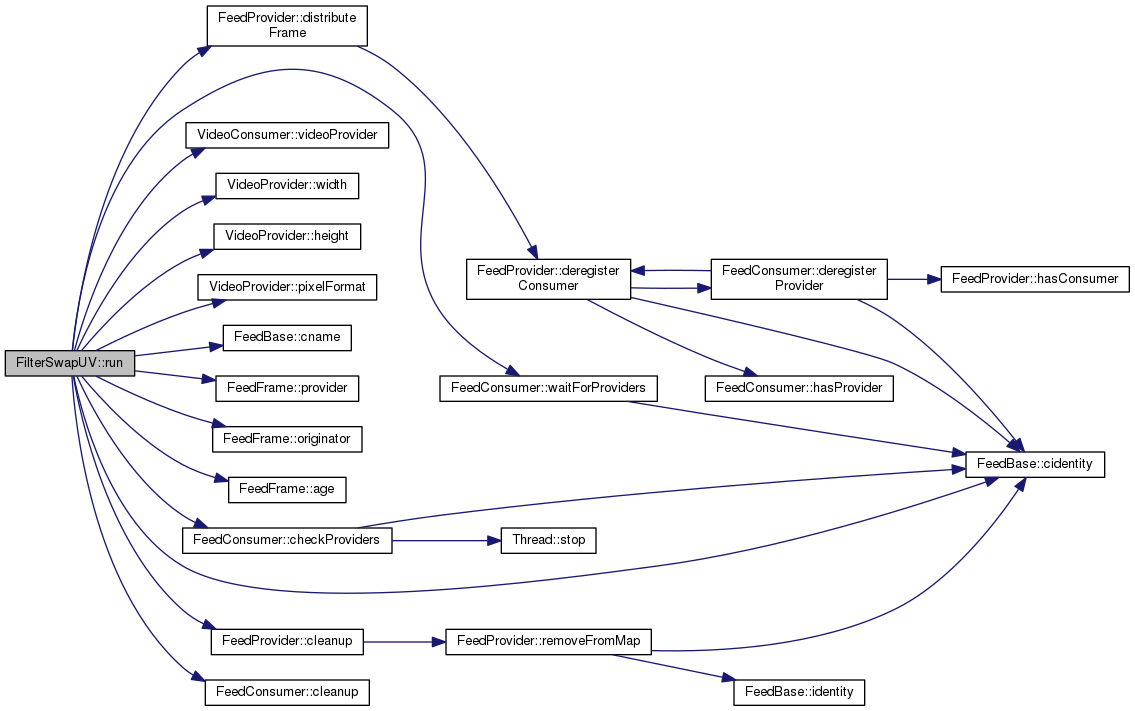 FeedProvider::distribute
Frame
VideoConsumer::videoProvider
VideoProvider::width
VideoProvider::height
FeedProvider::deregister
Consumer
FeedConsumer::deregister
Provider
FeedProvider::hasConsumer
VideoProvider::pixelFormat
FeedBase::cname
FilterSwapUV::run
FeedFrame::provider
FeedConsumer::waitForProviders
FeedConsumer::hasProvider
FeedFrame::originator
FeedBase::cidentity
FeedFrame::age
FeedConsumer::checkProviders
Thread::stop
FeedProvider::cleanup
FeedProvider::removeFromMap
FeedConsumer::cleanup
FeedBase::identity